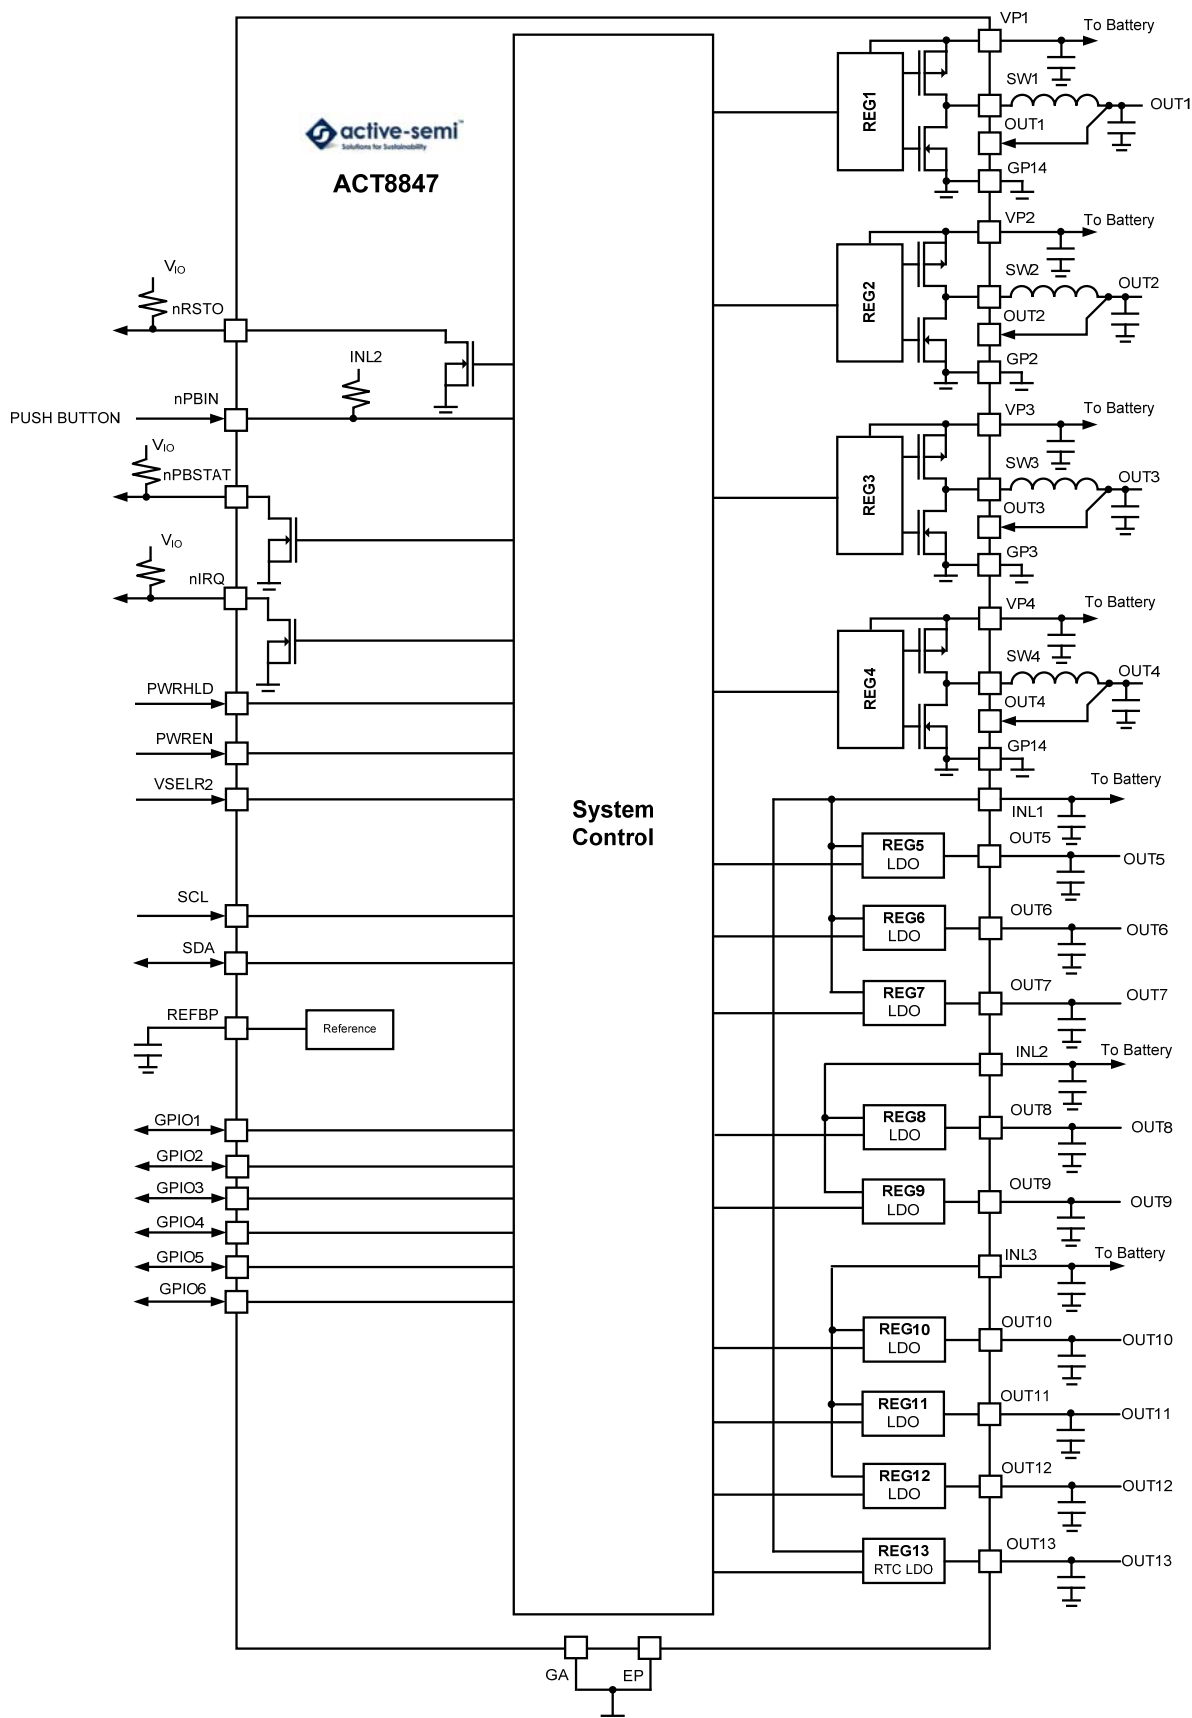 active-semi™
Solutions for Sustainability
ACT8847
VIO
nRSTO
INL2
nPBIN
PUSH BUTTON
VIO
nPBSTAT
VIO
nIRQ
PWRHLD
PWREN
VSELR2
SCL
SDA
REFBP
Reference
GPIO1
GPIO2
GPIO3
GPIO4
GPIO5
GPIO6
System
Control
GA
EP
VP1
To Battery
REG1
SW1
OUT1
OUT1
GP14
VP2
To Battery
REG2
SW2
OUT2
OUT2
GP2
VP3
To Battery
REG3
SW3
OUT3
OUT3
GP3
VP4
To Battery
REG4
SW4
OUT4
OUT4
GP14
To Battery
INL1
REG5
LDO
OUT5
OUT5
REG6
LDO
OUT6
OUT6
REG7
LDO
OUT7
OUT7
INL2
To Battery
REG8
LDO
OUT8
OUT8
REG9
LDO
OUT9
OUT9
INL3
To Battery
REG10
LDO
OUT10
OUT10
REG11
LDO
OUT11
OUT11
REG12
LDO
OUT12
OUT12
REG13
RTC LDO
OUT13
OUT13